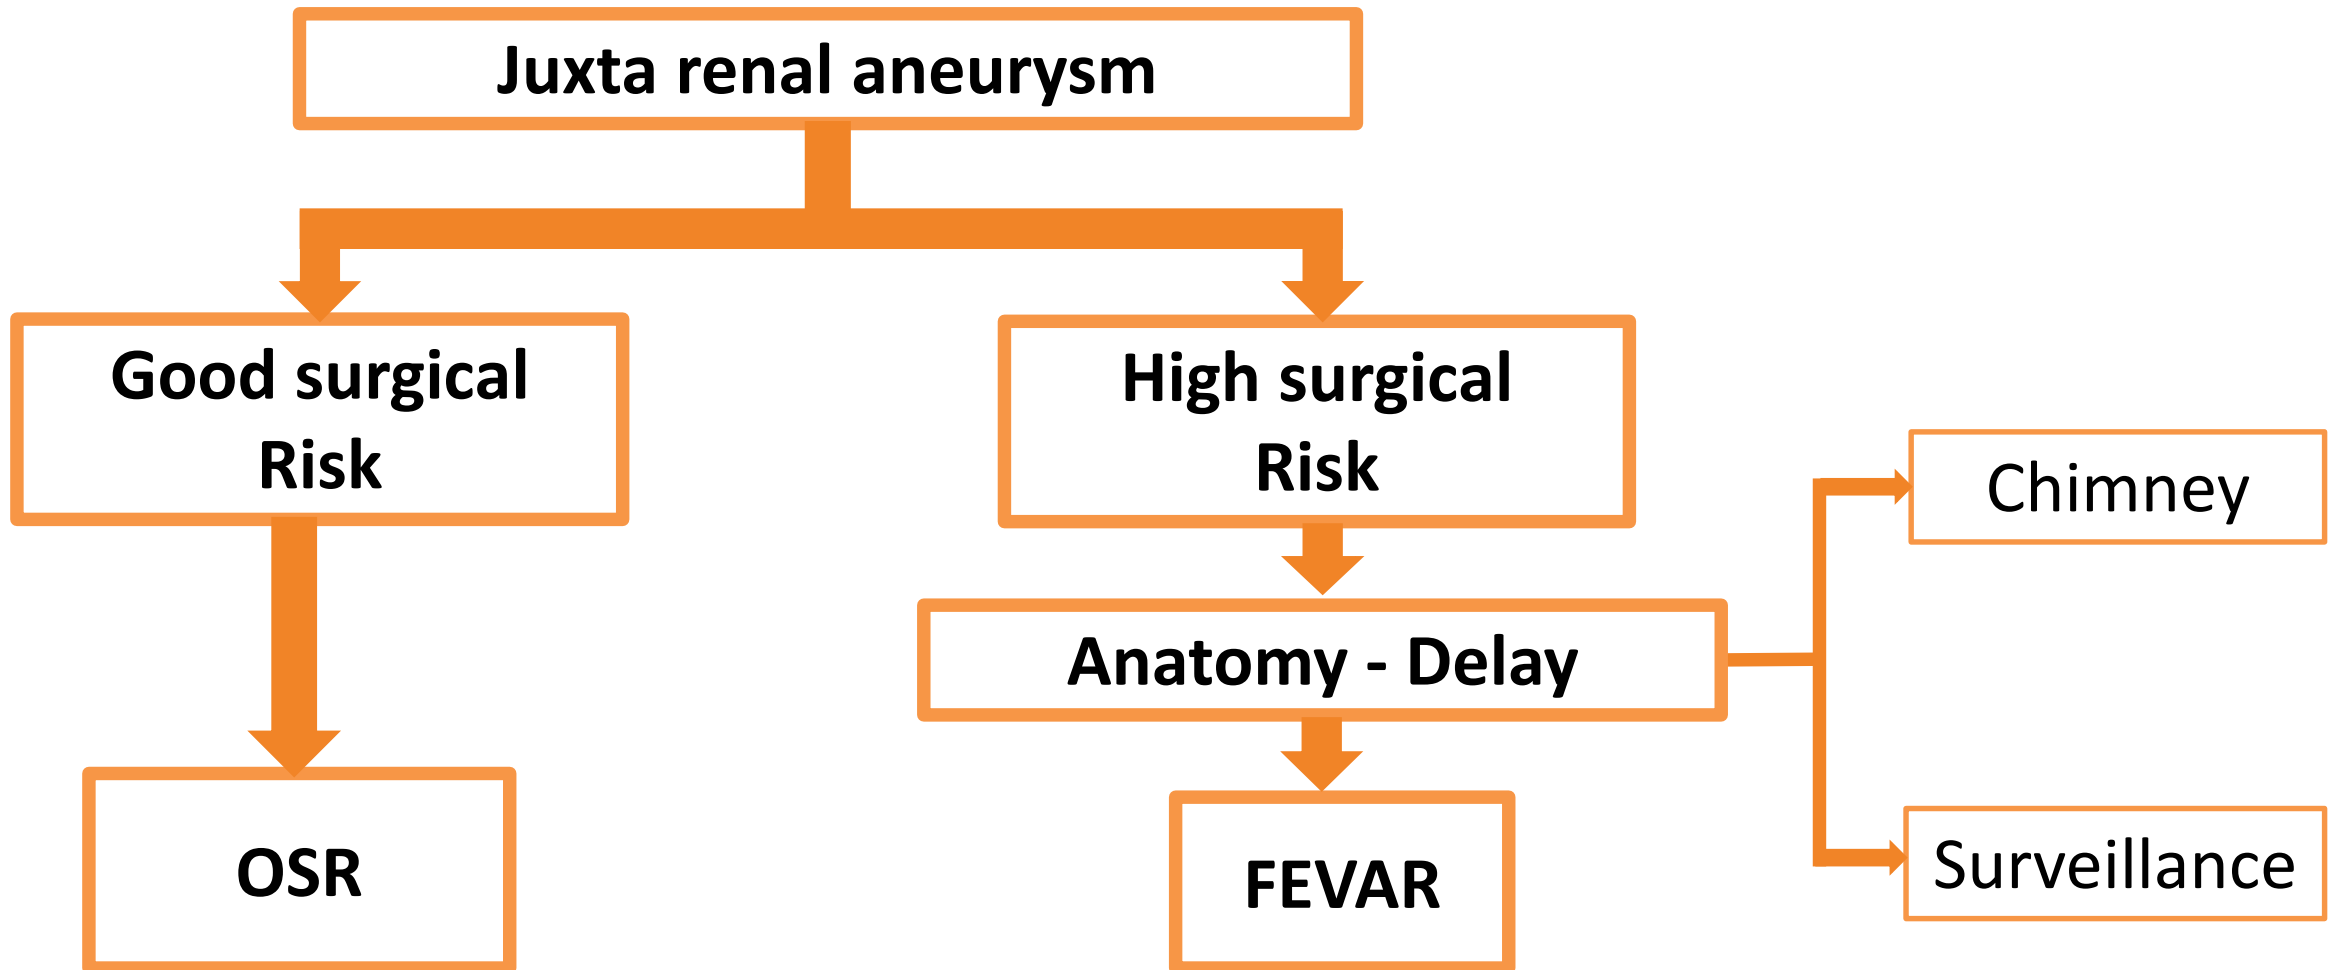 Juxta renal aneurysm
Good surgical
Risk
High surgical
Risk
Chimney
Anatomy - Delay
Surveillance
OSR
FEVAR